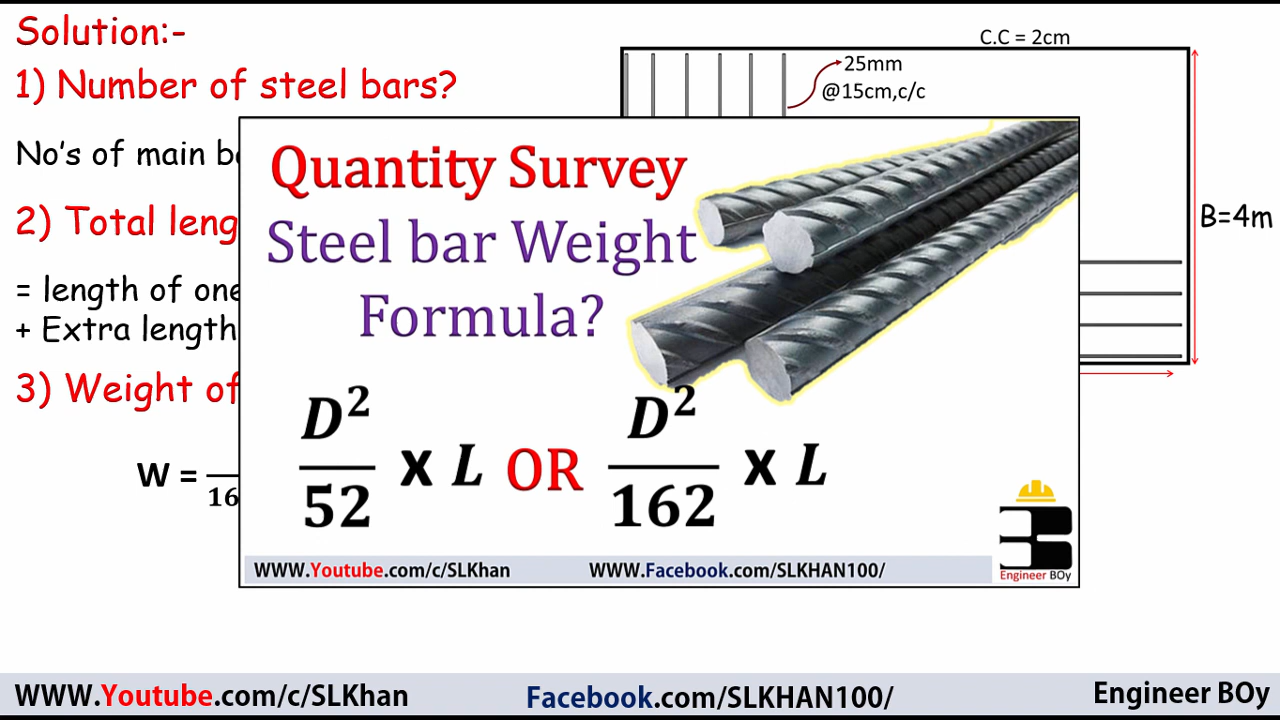 Solution:-
1) Number of steel bars?
No's of main
2) Total
= length of one
+ Extra length
3) Weight of
W =
16
C.C = 2cm
25mm
@15cm,c/c
B=4m
Quantity Survey
Steel bar Weight
Formula?
D²/52 X L OR D²/162 X L
WWW.Youtube.com/c/SLKhan WWW.Facebook.com/SLKHAN100/
Engineer BOy
WWW.Youtube.com/c/SLKhan Facebook.com/SLKHAN100/ Engineer BOy